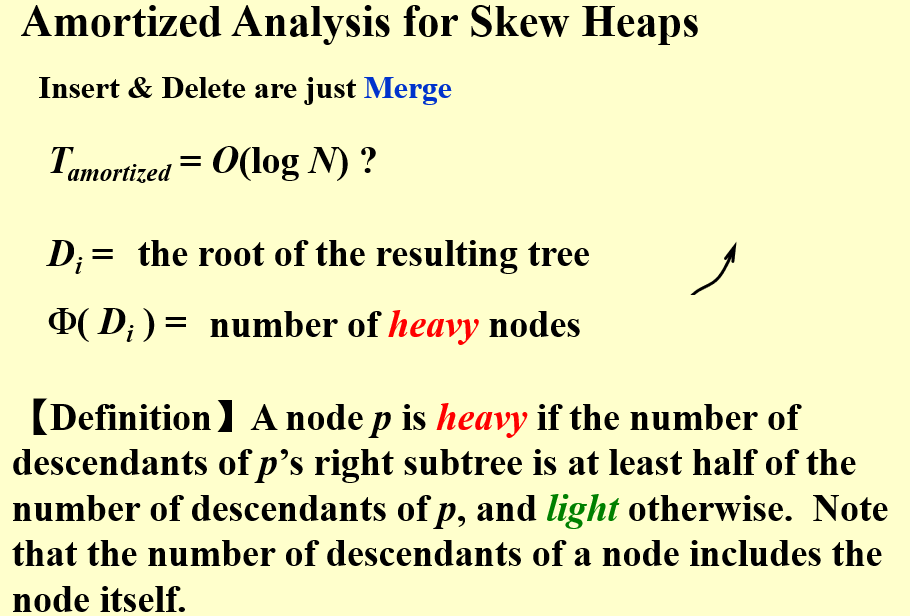 Amortized Analysis for Skew Heaps
Insert & Delete are just Merge
T_amortized = O(log N) ?
D_i = the root of the resulting tree
Φ( D_i ) = number of heavy nodes
【Definition】A node p is heavy if the number of
descendants of p’s right subtree is at least half of the
number of descendants of p, and light otherwise.  Note
that the number of descendants of a node includes the
node itself.